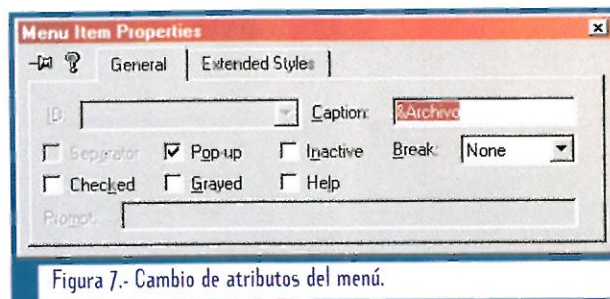 Menu Item Properties
General Extended Styles
ID: Caption: &Archivo
Separator Pop-up Inactive Break: None
Checked Grayed Help
Prompt:
Figura 7.- Cambio de atributos del menú.